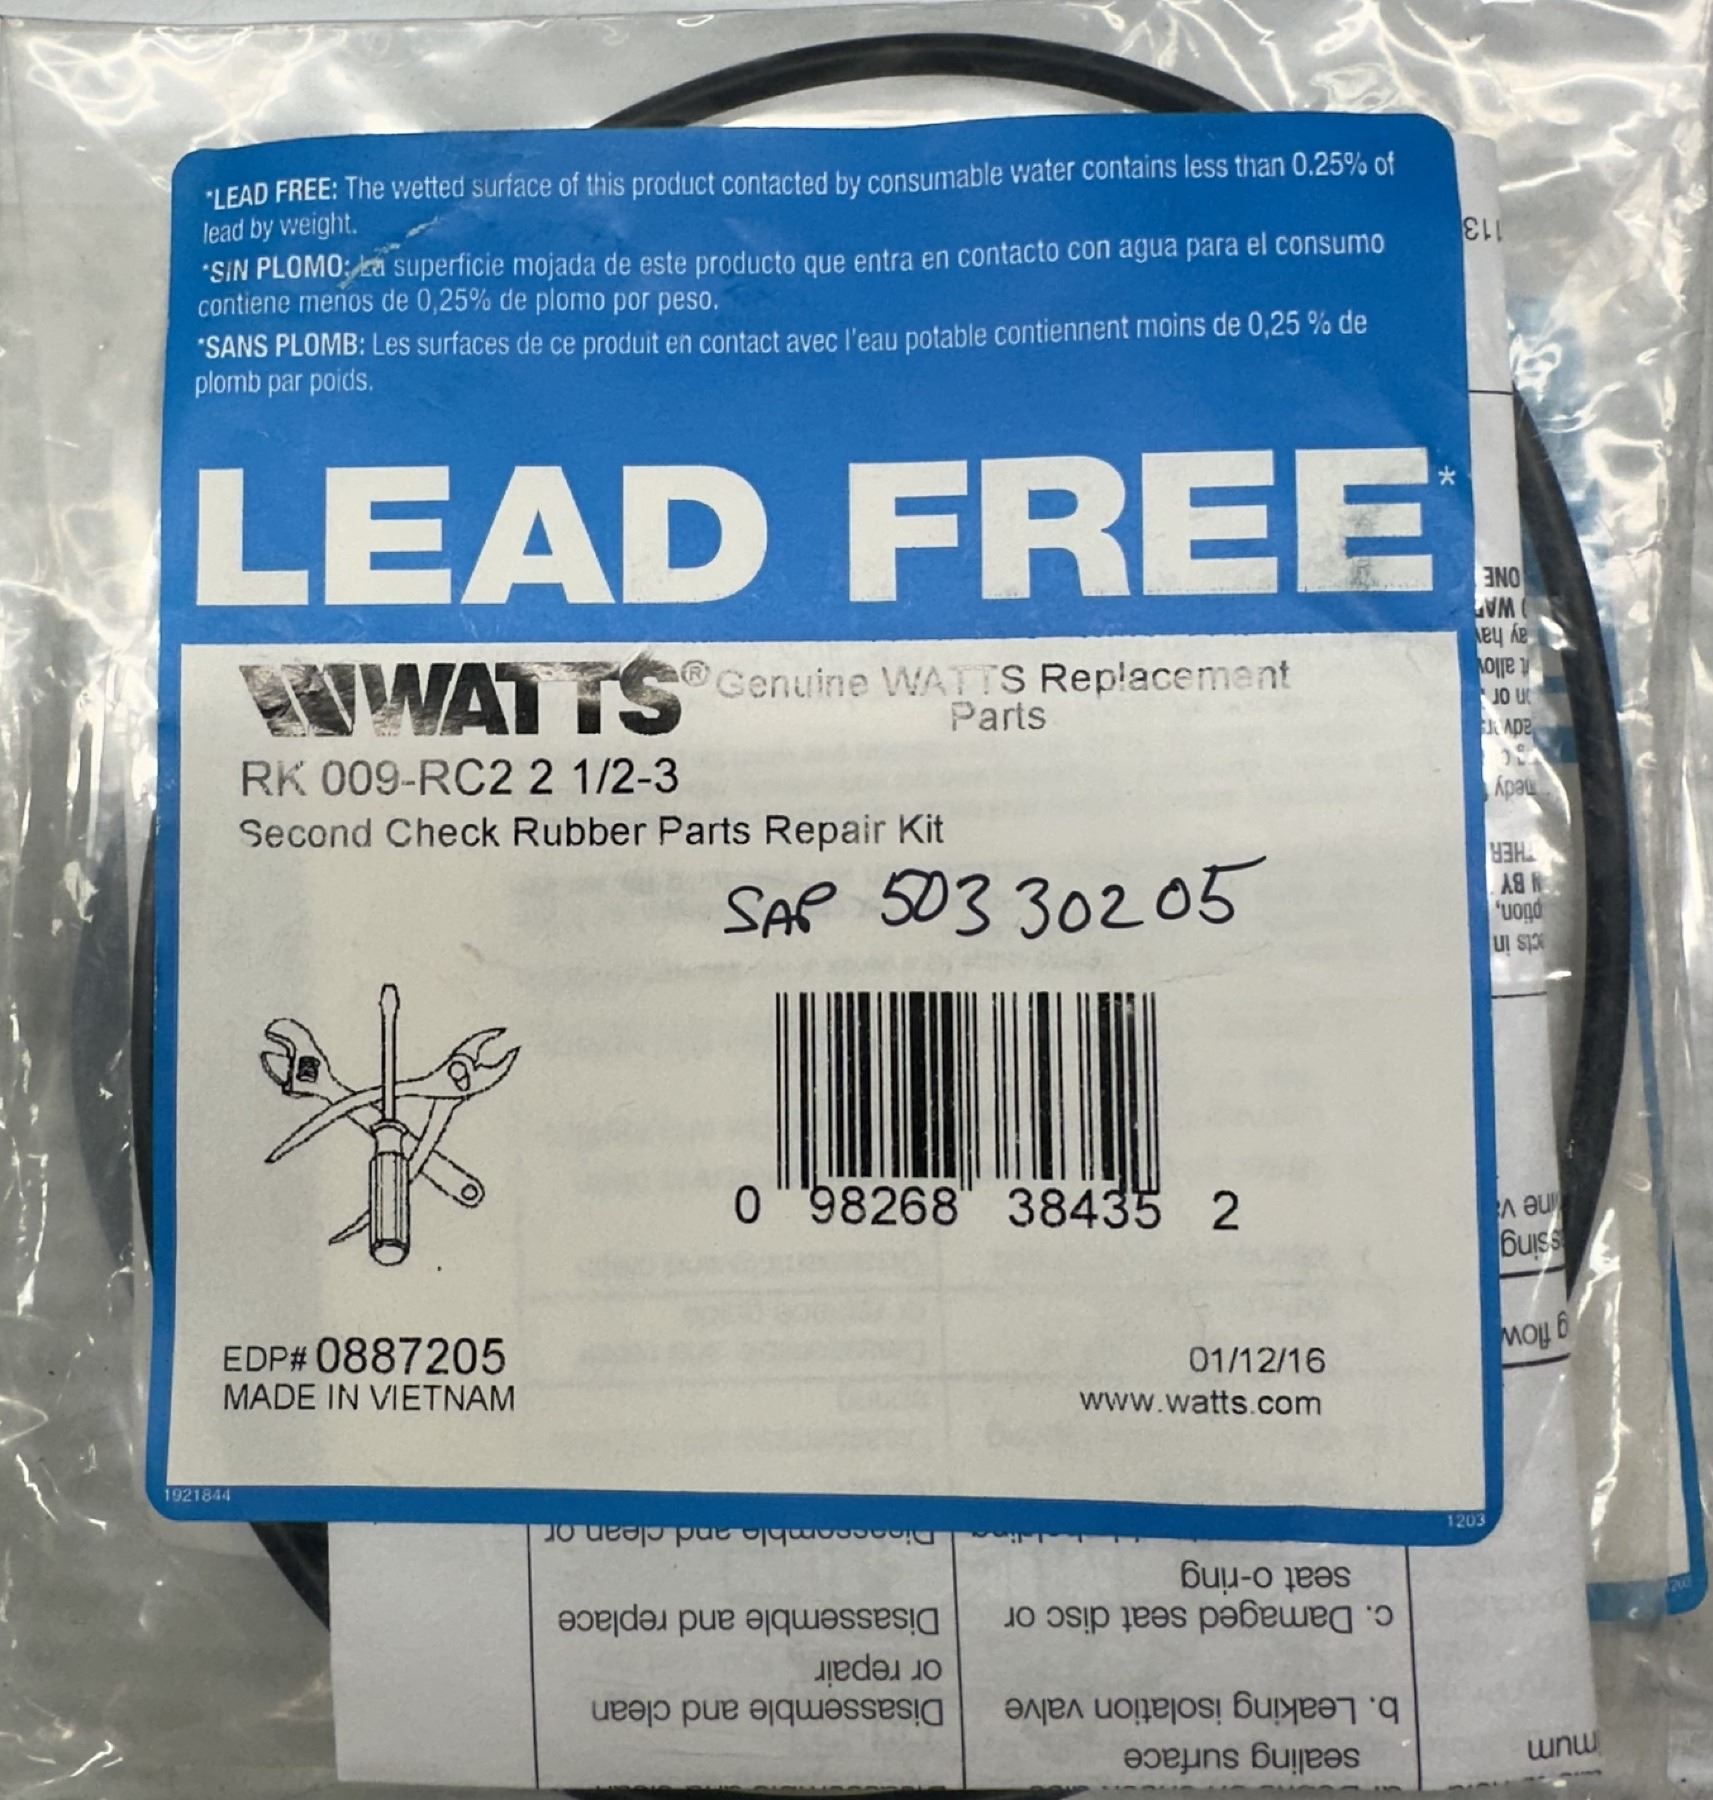 *LEAD FREE: The wetted surface of this product contacted by consumable water contains less than 0.25% of
lead by weight.
*SIN PLOMO: La superficie mojada de este producto que entra en contacto con agua para el consumo
contiene menos de 0,25% de plomo por peso.
*SANS PLOMB: Les surfaces de ce produit en contact avec l'eau potable contiennent moins de 0,25 % de
plomb par poids.
LEAD FREE*
WATTS® Genuine WATTS Replacement
Parts
RK 009-RC2 2 1/2-3
Second Check Rubber Parts Repair Kit
SAP 50330205
0 98268 38435 2
EDP# 0887205
MADE IN VIETNAM
01/12/16
www.watts.com
1921844
1203
113
ONE
THER
BY
flow
Disassemble and clean or
seat o-ring
c. Damaged seat disc or
Disassemble and replace
or repair
Disassemble and clean
b. Leaking isolation valve
sealing surface